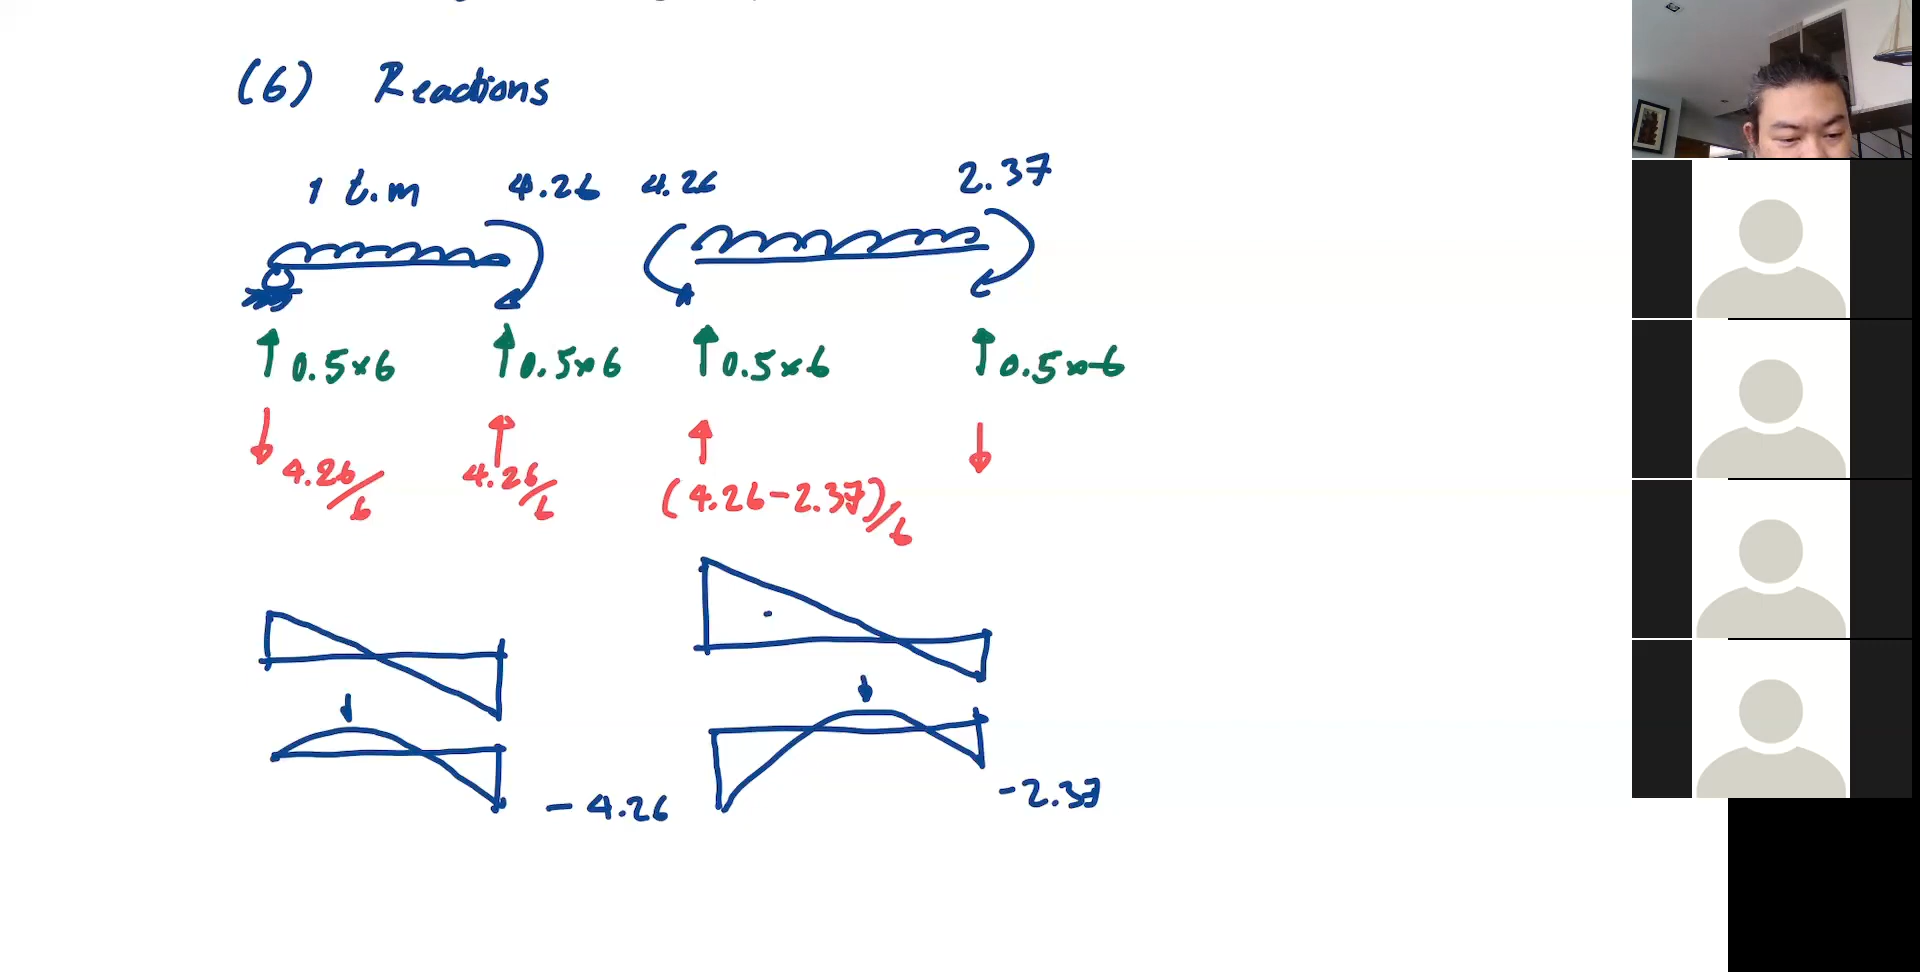 (6) Reactions
1 t.m 4.26 4.26 2.37
0.5×6 0.5×6 0.5×6 0.5×6
4.26/6 4.26/6 (4.26-2.37)/6
-4.26 -2.37